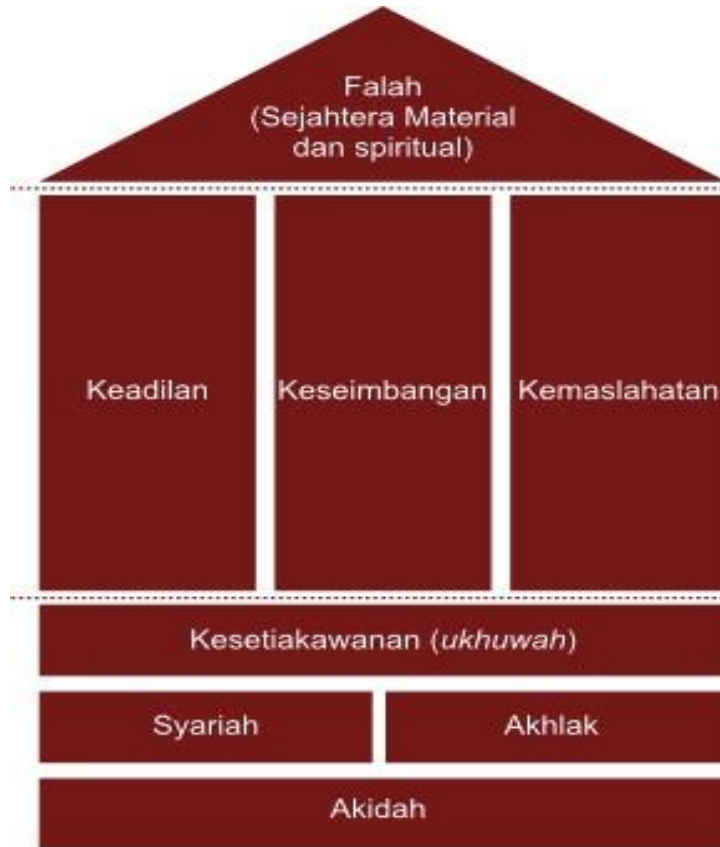 Falah
(Sejahtera Material
dan spiritual)
Keadilan
Keseimbangan
Kemaslahatan
Kesetiakawanan (ukhuwah)
Syariah
Akhlak
Akidah